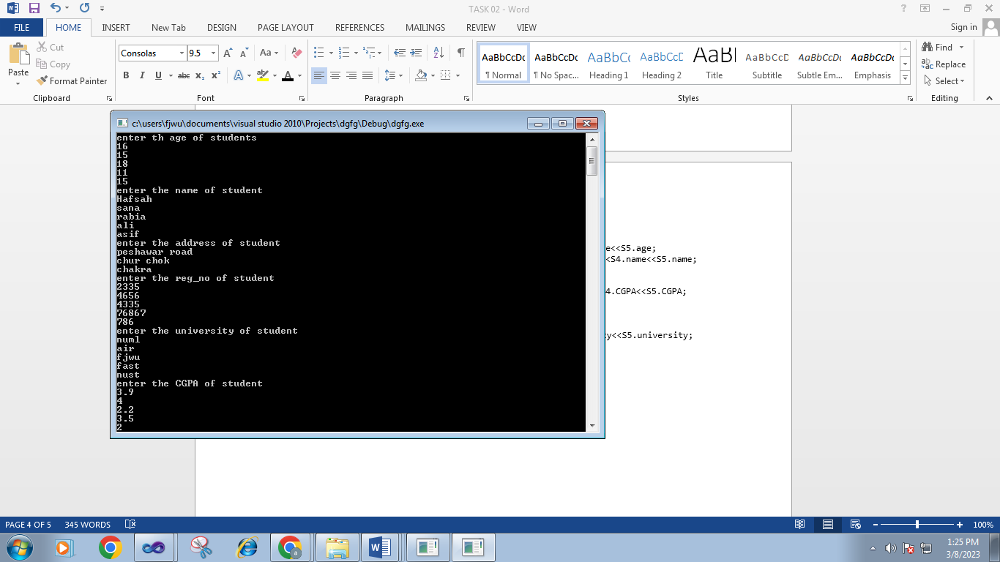 TASK 02 - Word
Sign in
FILE HOME INSERT New Tab DESIGN PAGE LAYOUT REFERENCES MAILINGS REVIEW VIEW
Paste
Cut
Copy
Format Painter
Clipboard
Consolas 9.5
Font
Paragraph
AaBbCcDc AaBbCcDc AaBbCc AaBbCcD AaBl AaBbCcD AaBbCcDc AaBbCcDc
¶ Normal ¶ No Spac... Heading 1 Heading 2 Title Subtitle Subtle Em... Emphasis
Styles
Find
Replace
Select
Editing
c:\users\fjwu\documents\visual studio 2010\Projects\dgfg\Debug\dgfg.exe
enter th age of students
16
15
18
11
15
enter the name of student
Hafsah
sana
rabia
ali
asif
enter the address of student
peshawar road
chur chok
chakra
enter the reg_no of student
2335
4656
4335
76867
786
enter the university of student
numl
air
fjwu
fast
nust
enter the CGPA of student
3.9
4
2.2
3.5
2
e<<S5.age;
<<S4.name<<S5.name;
4.CGPA<<S5.CGPA;
ty<<S5.university;
PAGE 4 OF 5 345 WORDS
100%
1:25 PM
3/8/2023